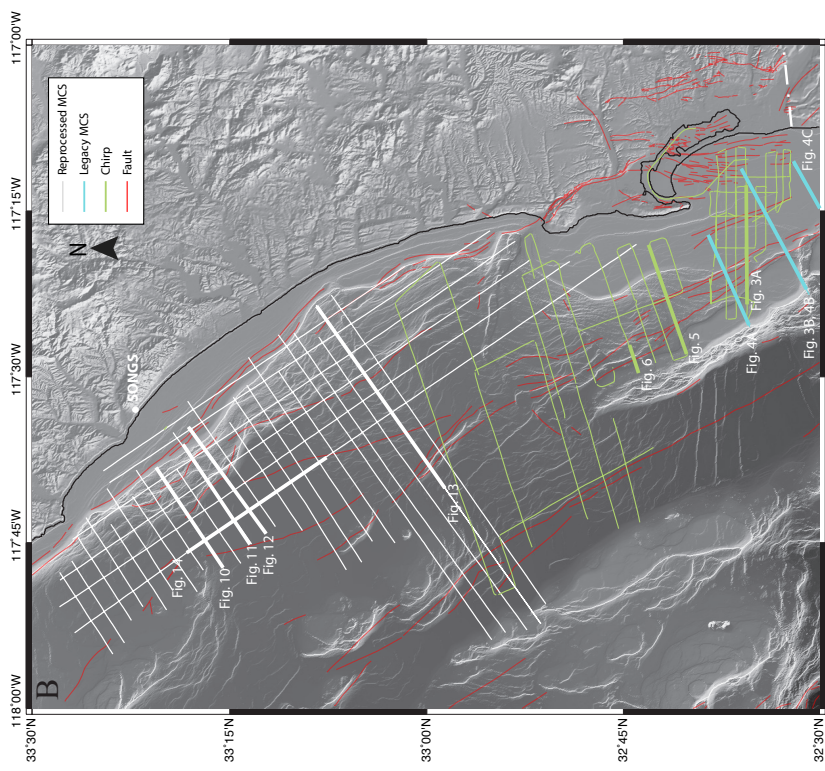 B
118°00'W
117°45'W
117°30'W
117°15'W
117°00'W
33°30'N
33°15'N
33°00'N
32°45'N
32°30'N
N
Reprocessed MCS
Legacy MCS
Chirp
Fault
SONGS
Fig. 14
Fig. 10
Fig. 11
Fig. 12
Fig. 13
Fig. 6
Fig. 5
Fig. 3A
Fig. 4A
Fig. 3B, 4B
Fig. 4C